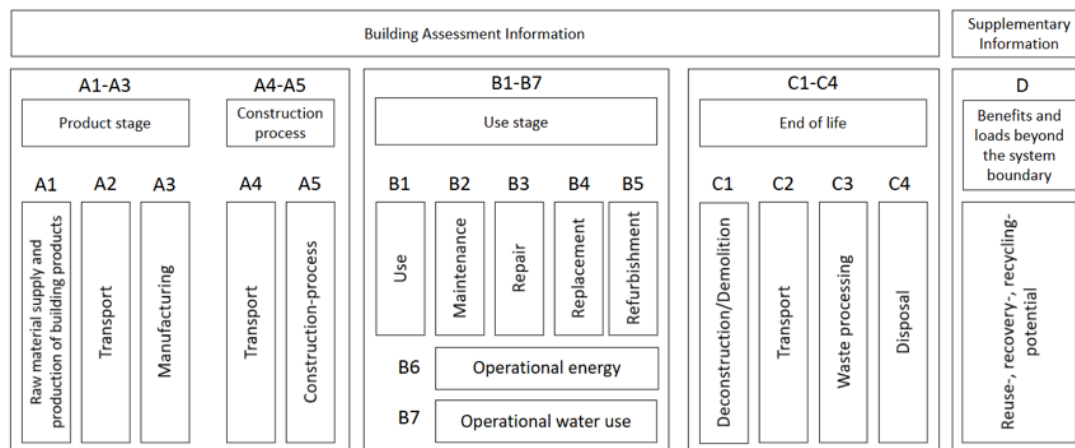 Building Assessment Information
Supplementary
Information
A1-A3
A4-A5
B1-B7
C1-C4
D
Product stage
Construction
process
Use stage
End of life
Benefits and
loads beyond
the system
boundary
A1
A2
A3
A4
A5
B1
B2
B3
B4
B5
C1
C2
C3
C4
Raw material supply and
production of building products
Transport
Manufacturing
Transport
Construction-process
Use
Maintenance
Repair
Replacement
Refurbishment
B6
Operational energy
B7
Operational water use
Deconstruction/Demolition
Transport
Waste processing
Disposal
Reuse-, recovery-, recycling-
potential